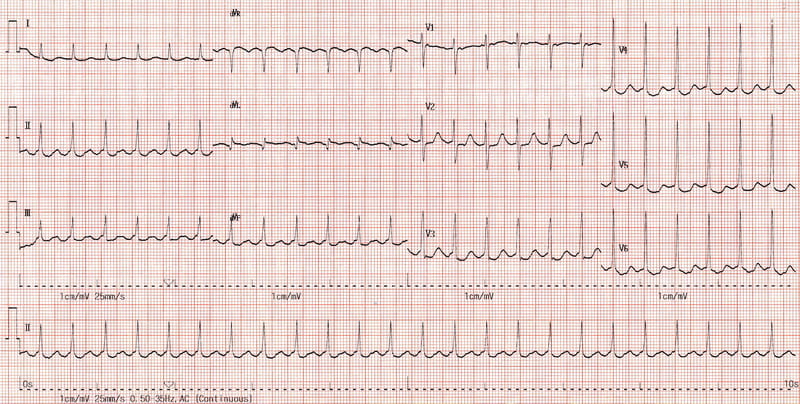 I aVR V1 V4
II aVL V2 V5
III aVF V3 V6
1cm/mV 25mm/s 1cm/mV 1cm/mV 1cm/mV
II
0s 10s
1cm/mV 25mm/s 0.50-35Hz, AC (Continuous)